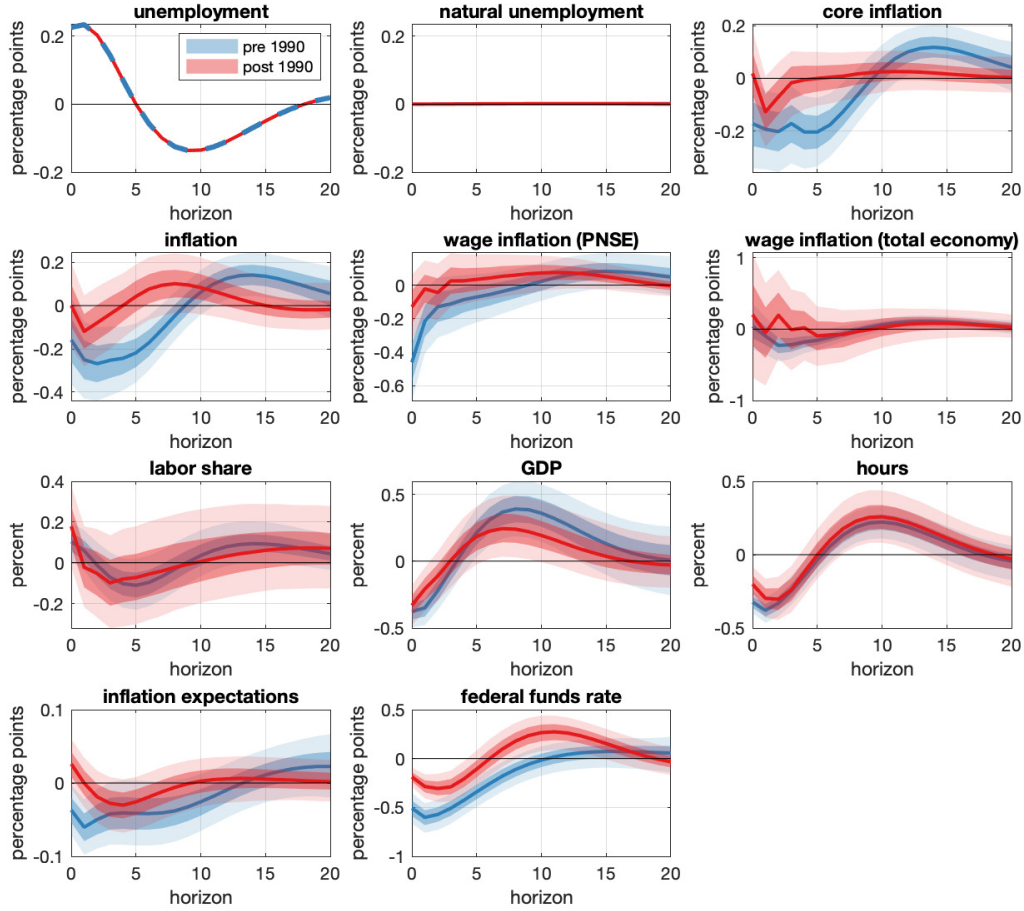 unemployment
percentage points
0.2
0
-0.2
0 5 10 15 20
horizon
pre 1990
post 1990
natural unemployment
percentage points
0.2
0
-0.2
0 5 10 15 20
horizon
core inflation
percentage points
0.2
0
-0.2
0 5 10 15 20
horizon
inflation
percentage points
0.2
0
-0.2
-0.4
0 5 10 15 20
horizon
wage inflation (PNSE)
percentage points
0
-0.2
-0.4
-0.6
0 5 10 15 20
horizon
wage inflation (total economy)
percentage points
1
0
-1
0 5 10 15 20
horizon
labor share
percent
0.4
0.2
0
-0.2
0 5 10 15 20
horizon
GDP
percent
0.5
0
-0.5
0 5 10 15 20
horizon
hours
percent
0.5
0
-0.5
0 5 10 15 20
horizon
inflation expectations
percentage points
0.1
0
-0.1
0 5 10 15 20
horizon
federal funds rate
percentage points
0.5
0
-0.5
-1
0 5 10 15 20
horizon